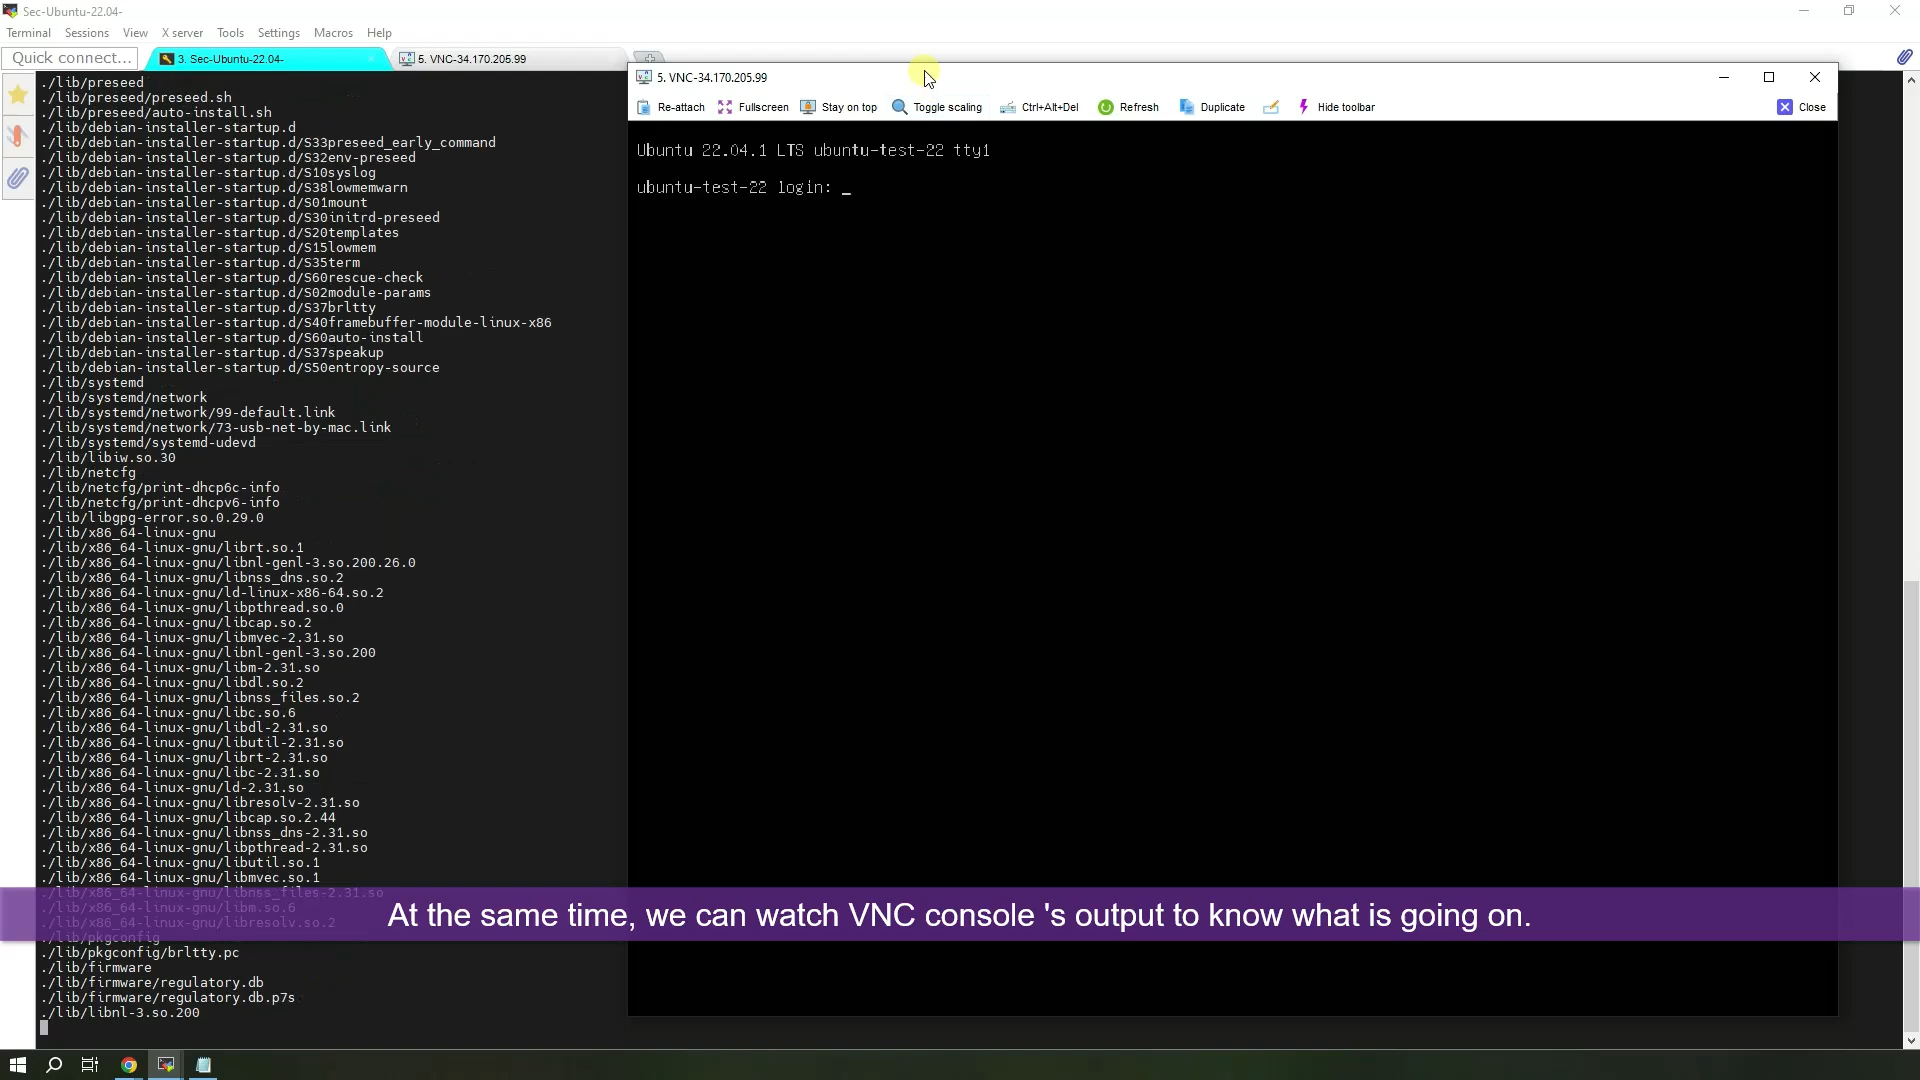 Sec-Ubuntu-22.04-
Terminal Sessions View X server Tools Settings Macros Help
Quick connect... 3. Sec-Ubuntu-22.04- 5. VNC-34.170.205.99
./lib/preseed
./lib/preseed/preseed.sh
./lib/preseed/auto-install.sh
./lib/debian-installer-startup.d
./lib/debian-installer-startup.d/S33preseed_early_command
./lib/debian-installer-startup.d/S32env-preseed
./lib/debian-installer-startup.d/S10syslog
./lib/debian-installer-startup.d/S38lowmemwarn
./lib/debian-installer-startup.d/S01mount
./lib/debian-installer-startup.d/S30initrd-preseed
./lib/debian-installer-startup.d/S20templates
./lib/debian-installer-startup.d/S15lowmem
./lib/debian-installer-startup.d/S35term
./lib/debian-installer-startup.d/S60rescue-check
./lib/debian-installer-startup.d/S02module-params
./lib/debian-installer-startup.d/S37brltty
./lib/debian-installer-startup.d/S40framebuffer-module-linux-x86
./lib/debian-installer-startup.d/S60auto-install
./lib/debian-installer-startup.d/S37speakup
./lib/debian-installer-startup.d/S50entropy-source
./lib/systemd
./lib/systemd/network
./lib/systemd/network/99-default.link
./lib/systemd/network/73-usb-net-by-mac.link
./lib/systemd/systemd-udevd
./lib/libiw.so.30
./lib/netcfg
./lib/netcfg/print-dhcp6c-info
./lib/netcfg/print-dhcpv6-info
./lib/libgpg-error.so.0.29.0
./lib/x86_64-linux-gnu
./lib/x86_64-linux-gnu/librt.so.1
./lib/x86_64-linux-gnu/libnl-genl-3.so.200.26.0
./lib/x86_64-linux-gnu/libnss_dns.so.2
./lib/x86_64-linux-gnu/ld-linux-x86-64.so.2
./lib/x86_64-linux-gnu/libpthread.so.0
./lib/x86_64-linux-gnu/libcap.so.2
./lib/x86_64-linux-gnu/libmvec-2.31.so
./lib/x86_64-linux-gnu/libnl-genl-3.so.200
./lib/x86_64-linux-gnu/libm-2.31.so
./lib/x86_64-linux-gnu/libdl.so.2
./lib/x86_64-linux-gnu/libnss_files.so.2
./lib/x86_64-linux-gnu/libc.so.6
./lib/x86_64-linux-gnu/libdl-2.31.so
./lib/x86_64-linux-gnu/libutil-2.31.so
./lib/x86_64-linux-gnu/librt-2.31.so
./lib/x86_64-linux-gnu/libc-2.31.so
./lib/x86_64-linux-gnu/ld-2.31.so
./lib/x86_64-linux-gnu/libresolv-2.31.so
./lib/x86_64-linux-gnu/libcap.so.2.44
./lib/x86_64-linux-gnu/libnss_dns-2.31.so
./lib/x86_64-linux-gnu/libpthread-2.31.so
./lib/x86_64-linux-gnu/libutil.so.1
./lib/x86_64-linux-gnu/libmvec.so.1
./lib/x86_64-linux-gnu/libnss_files-2.31.so
./lib/x86_64-linux-gnu/libm.so.6
./lib/x86_64-linux-gnu/libresolv.so.2
./lib/pkgconfig
./lib/pkgconfig/brltty.pc
./lib/firmware
./lib/firmware/regulatory.db
./lib/firmware/regulatory.db.p7s
./lib/libnl-3.so.200
5. VNC-34.170.205.99
Re-attach Fullscreen Stay on top Toggle scaling Ctrl+Alt+Del Refresh Duplicate Hide toolbar Close
Ubuntu 22.04.1 LTS ubuntu-test-22 tty1
ubuntu-test-22 login: _
At the same time, we can watch VNC console 's output to know what is going on.